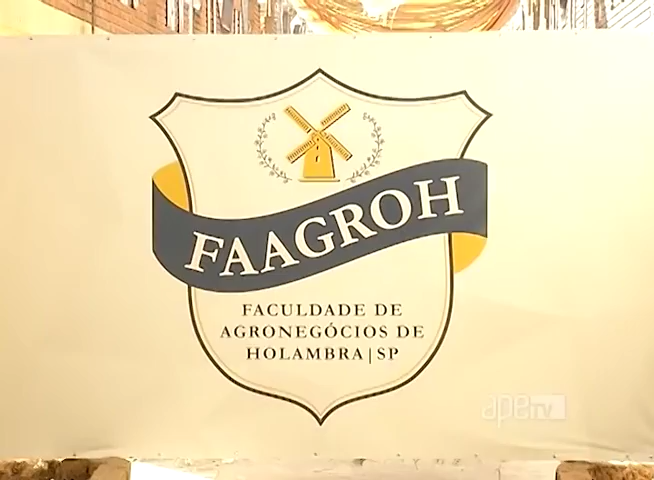 FAAGROH
FACULDADE DE
AGRONEGÓCIOS DE
HOLAMBRA|SP
apeTV